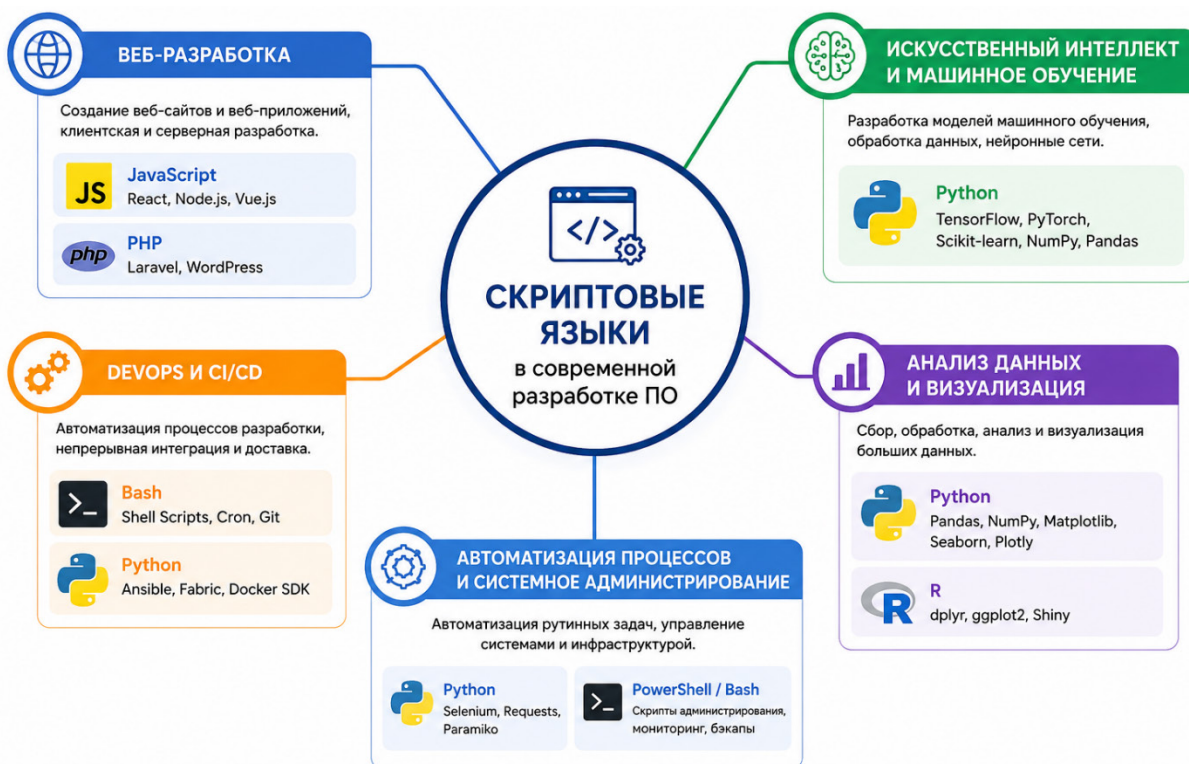 ВЕБ-РАЗРАБОТКА
Создание веб-сайтов и веб-приложений,
клиентская и серверная разработка.
JS
JavaScript
React, Node.js, Vue.js
php
PHP
Laravel, WordPress
ИСКУССТВЕННЫЙ ИНТЕЛЛЕКТ
И МАШИННОЕ ОБУЧЕНИЕ
Разработка моделей машинного обучения,
обработка данных, нейронные сети.
Python
TensorFlow, PyTorch,
Scikit-learn, NumPy, Pandas
</>
СКРИПТОВЫЕ
ЯЗЫКИ
в современной
разработке ПО
DEVOPS И CI/CD
Автоматизация процессов разработки,
непрерывная интеграция и доставка.
>_
Bash
Shell Scripts, Cron, Git
Python
Ansible, Fabric, Docker SDK
АНАЛИЗ ДАННЫХ
И ВИЗУАЛИЗАЦИЯ
Сбор, обработка, анализ и визуализация
больших данных.
Python
Pandas, NumPy, Matplotlib,
Seaborn, Plotly
R
R
dplyr, ggplot2, Shiny
АВТОМАТИЗАЦИЯ ПРОЦЕССОВ
И СИСТЕМНОЕ АДМИНИСТРИРОВАНИЕ
Автоматизация рутинных задач, управление
системами и инфраструктурой.
Python
Selenium, Requests,
Paramiko
>_
PowerShell / Bash
Скрипты администрирования,
мониторинг, бэкапы